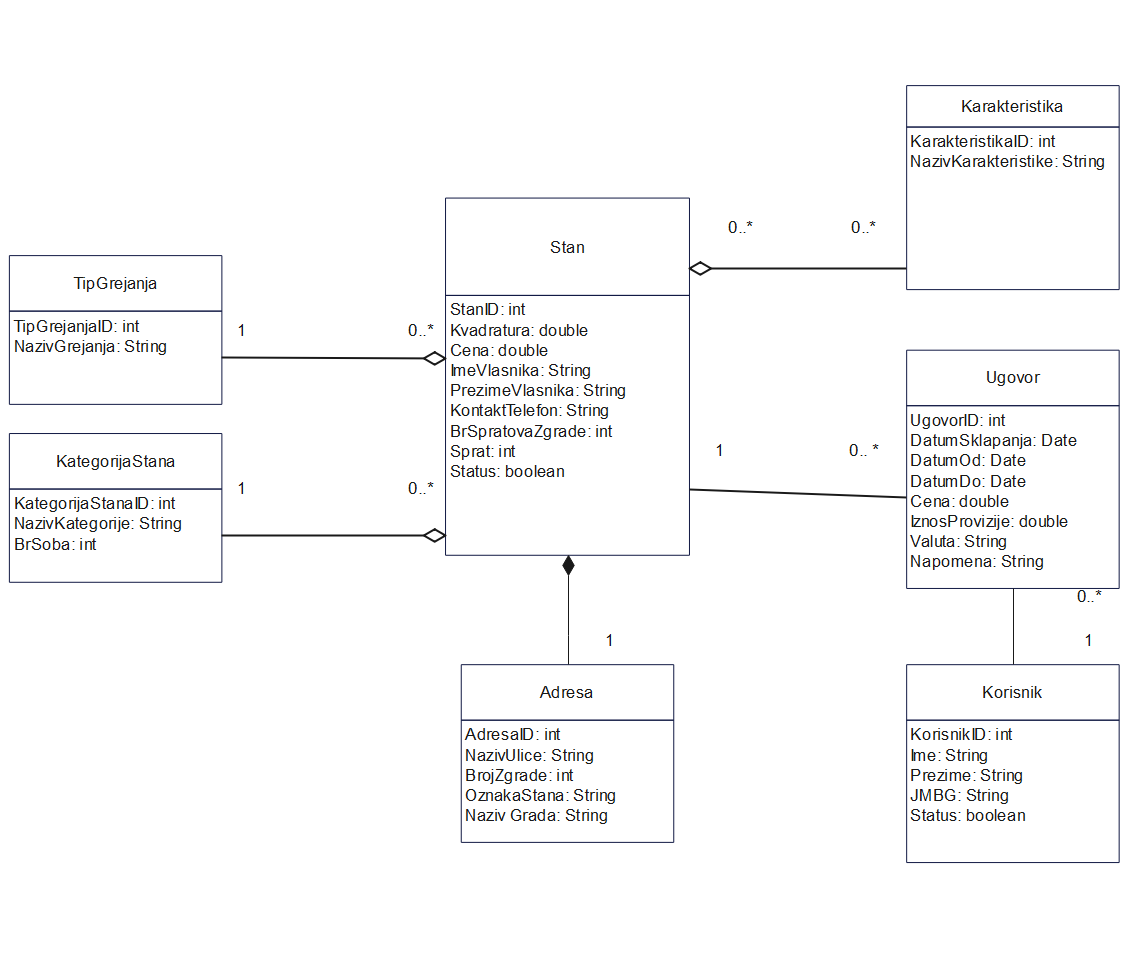 Karakteristika
KarakteristikaID: int
NazivKarakteristike: String
0..*
0..*
Stan
StanID: int
Kvadratura: double
Cena: double
ImeVlasnika: String
PrezimeVlasnika: String
KontaktTelefon: String
BrSpratovaZgrade: int
Sprat: int
Status: boolean
TipGrejanja
TipGrejanjaID: int
NazivGrejanja: String
1
0..*
KategorijaStana
KategorijaStanaID: int
NazivKategorije: String
BrSoba: int
1
0..*
Ugovor
UgovorID: int
DatumSklapanja: Date
DatumOd: Date
DatumDo: Date
Cena: double
IznosProvizije: double
Valuta: String
Napomena: String
1
0.. *
0..*
1
1
Adresa
AdresaID: int
NazivUlice: String
BrojZgrade: int
OznakaStana: String
Naziv Grada: String
Korisnik
KorisnikID: int
Ime: String
Prezime: String
JMBG: String
Status: boolean